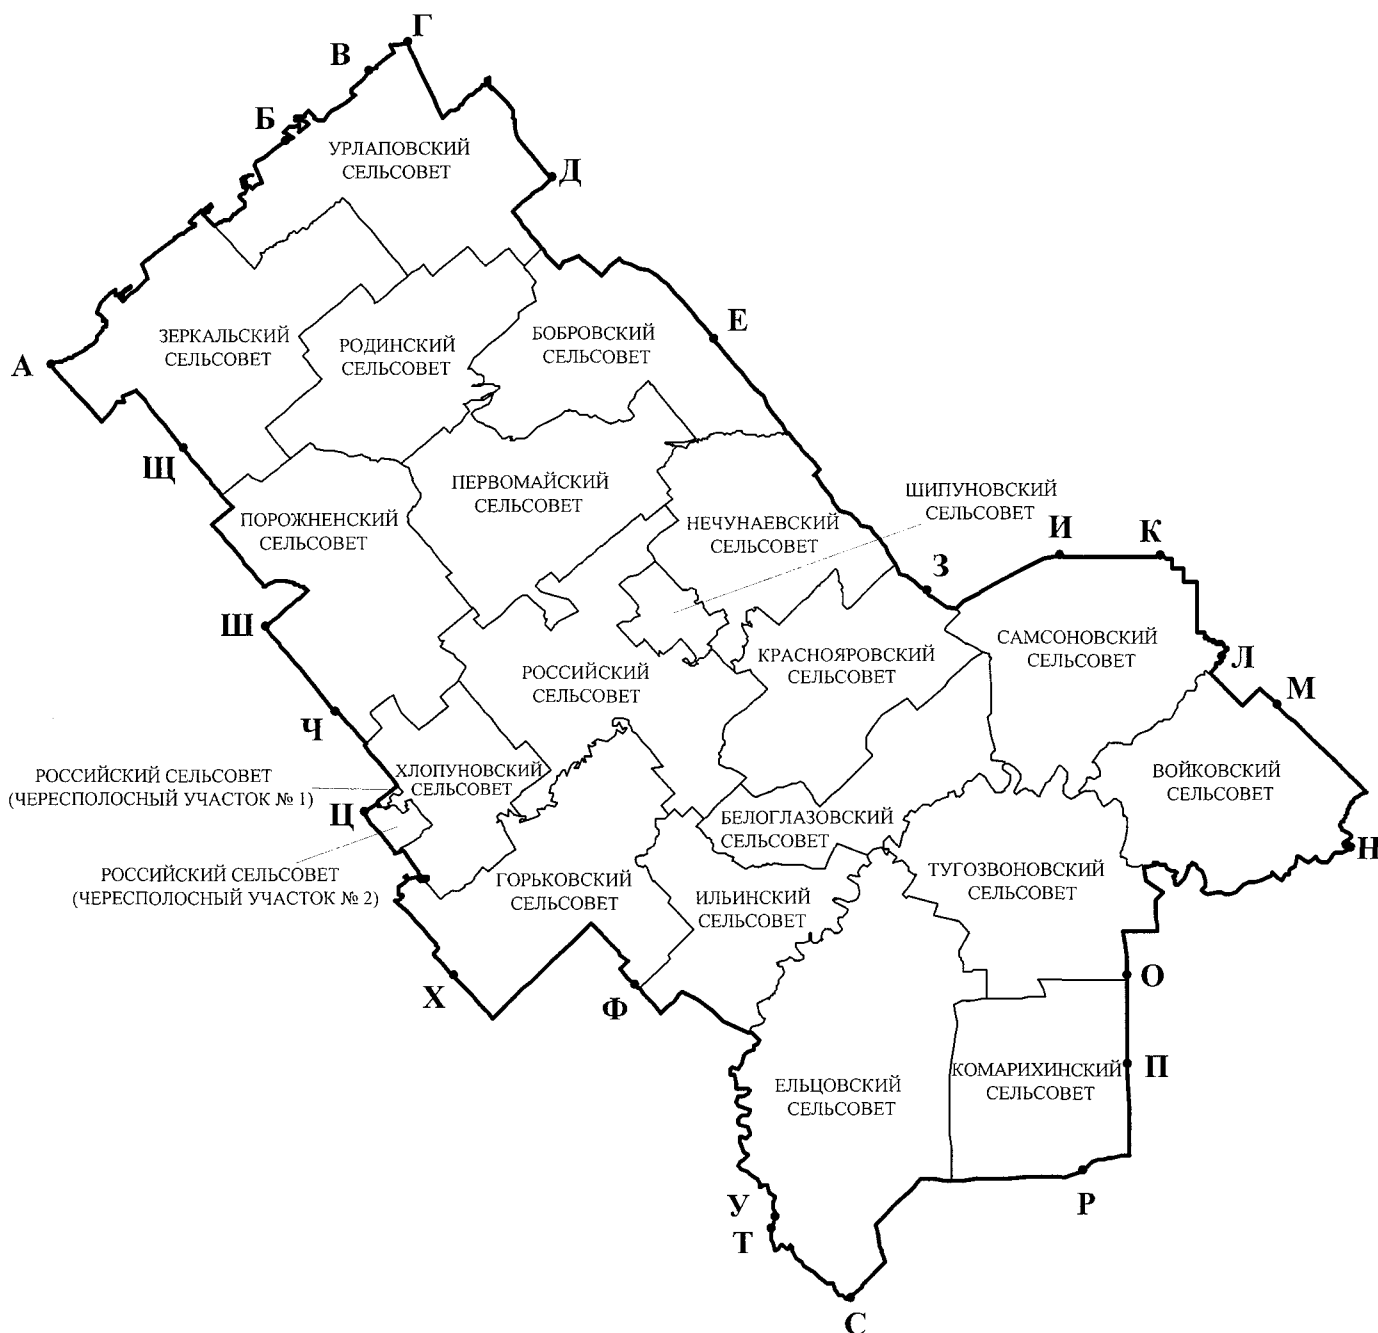 Г
В
Б
УРЛАПОВСКИЙ
СЕЛЬСОВЕТ
Д
Е
ЗЕРКАЛЬСКИЙ
СЕЛЬСОВЕТ
РОДИНСКИЙ
СЕЛЬСОВЕТ
БОБРОВСКИЙ
СЕЛЬСОВЕТ
А
Щ
ПЕРВОМАЙСКИЙ
СЕЛЬСОВЕТ
ШИПУНОВСКИЙ
СЕЛЬСОВЕТ
ПОРОЖНЕНСКИЙ
СЕЛЬСОВЕТ
НЕЧУНАЕВСКИЙ
СЕЛЬСОВЕТ
И
К
З
Ш
САМСОНОВСКИЙ
СЕЛЬСОВЕТ
Л
КРАСНОЯРОВСКИЙ
СЕЛЬСОВЕТ
РОССИЙСКИЙ
СЕЛЬСОВЕТ
М
Ч
РОССИЙСКИЙ СЕЛЬСОВЕТ
(ЧЕРЕСПОЛОСНЫЙ УЧАСТОК № 1)
ХЛОПУНОВСКИЙ
СЕЛЬСОВЕТ
ВОЙКОВСКИЙ
СЕЛЬСОВЕТ
Ц
БЕЛОГЛАЗОВСКИЙ
СЕЛЬСОВЕТ
Н
РОССИЙСКИЙ СЕЛЬСОВЕТ
(ЧЕРЕСПОЛОСНЫЙ УЧАСТОК № 2)
ГОРЬКОВСКИЙ
СЕЛЬСОВЕТ
ИЛЬИНСКИЙ
СЕЛЬСОВЕТ
ТУГОЗВОНОВСКИЙ
СЕЛЬСОВЕТ
Х
Ф
О
П
ЕЛЬЦОВСКИЙ
СЕЛЬСОВЕТ
КОМАРИХИНСКИЙ
СЕЛЬСОВЕТ
Р
У
Т
С